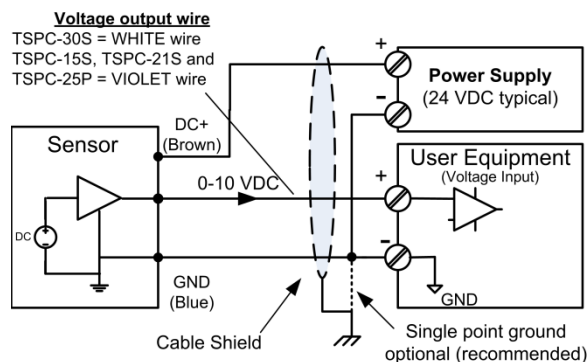 Voltage output wire
TSPC-30S = WHITE wire
TSPC-15S, TSPC-21S and
TSPC-25P = VIOLET wire
+
Power Supply
(24 VDC typical)
-
DC+
(Brown)
Sensor
User Equipment
(Voltage Input)
0-10 VDC
+
DC
-
GND
(Blue)
GND
Cable Shield
Single point ground
optional (recommended)